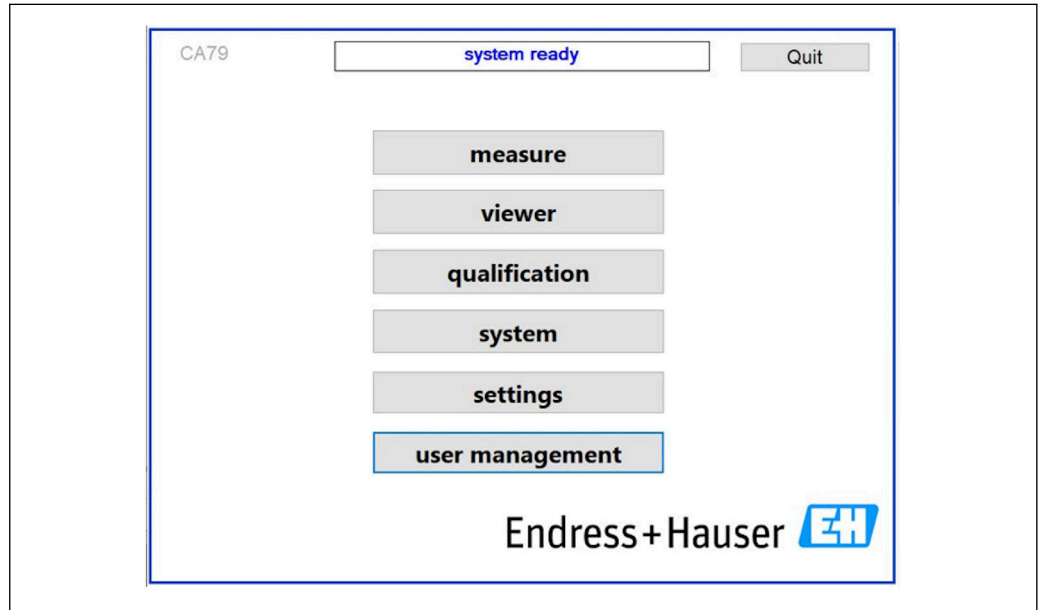 CA79
system ready
Quit
measure
viewer
qualification
system
settings
user management
Endress+Hauser EH